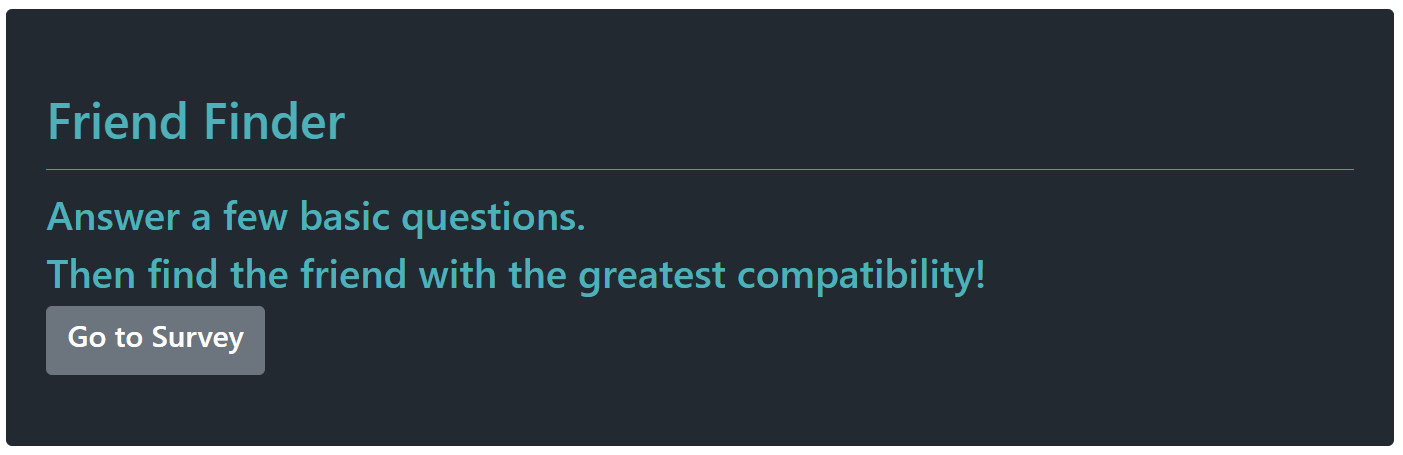 Friend Finder
Answer a few basic questions.
Then find the friend with the greatest compatibility!
Go to Survey